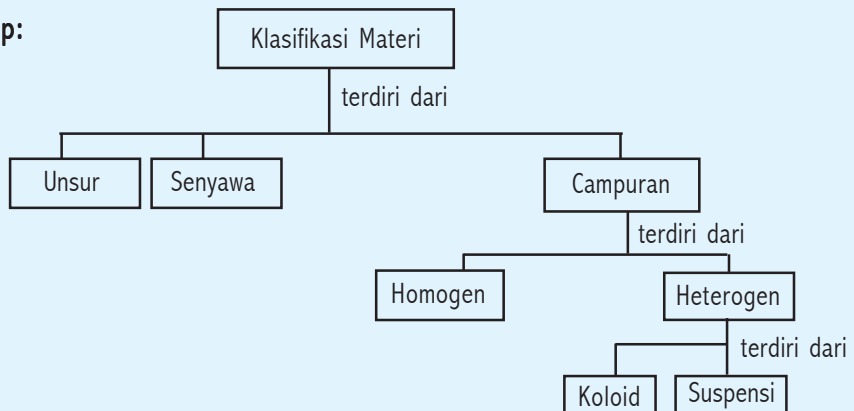 p:
Klasifikasi Materi
terdiri dari
Unsur
Senyawa
Campuran
terdiri dari
Homogen
Heterogen
terdiri dari
Koloid
Suspensi